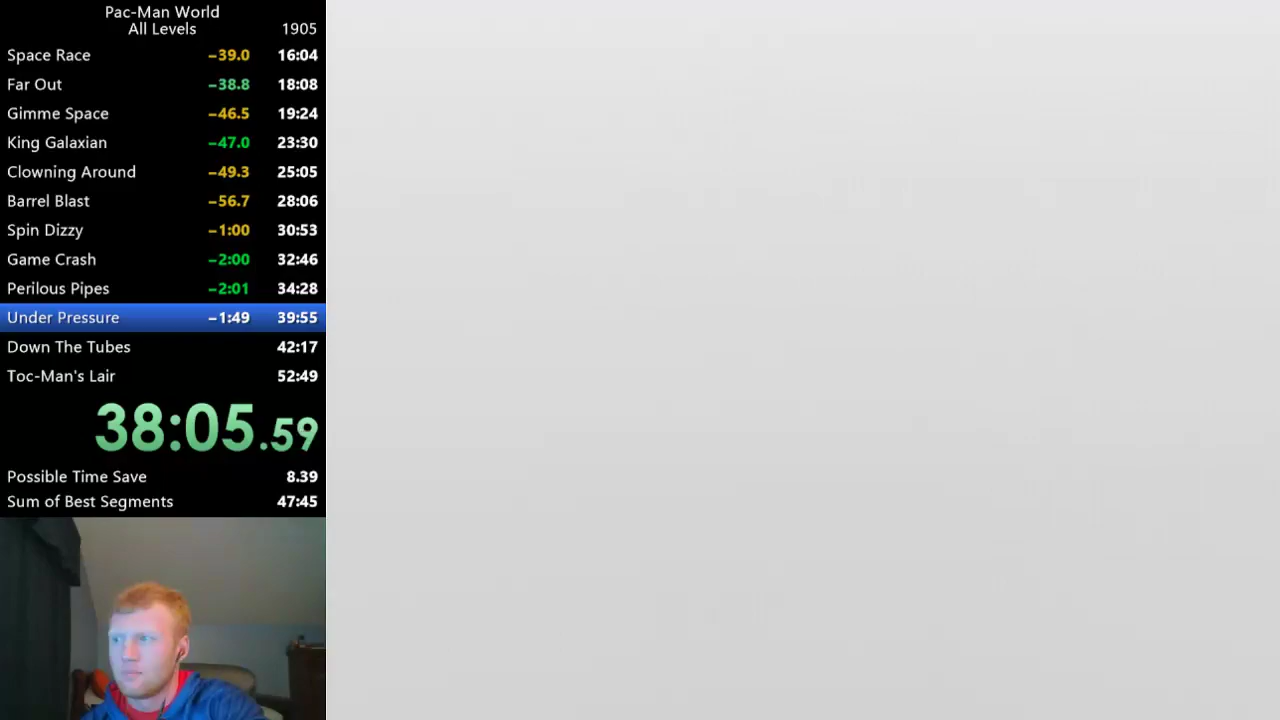 Pac-Man World
All Levels 1905
Space Race −39.0 16:04
Far Out −38.8 18:08
Gimme Space −46.5 19:24
King Galaxian −47.0 23:30
Clowning Around −49.3 25:05
Barrel Blast −56.7 28:06
Spin Dizzy −1:00 30:53
Game Crash −2:00 32:46
Perilous Pipes −2:01 34:28
Under Pressure −1:49 39:55
Down The Tubes 42:17
Toc-Man's Lair 52:49
38:05.59
Possible Time Save 8.39
Sum of Best Segments 47:45